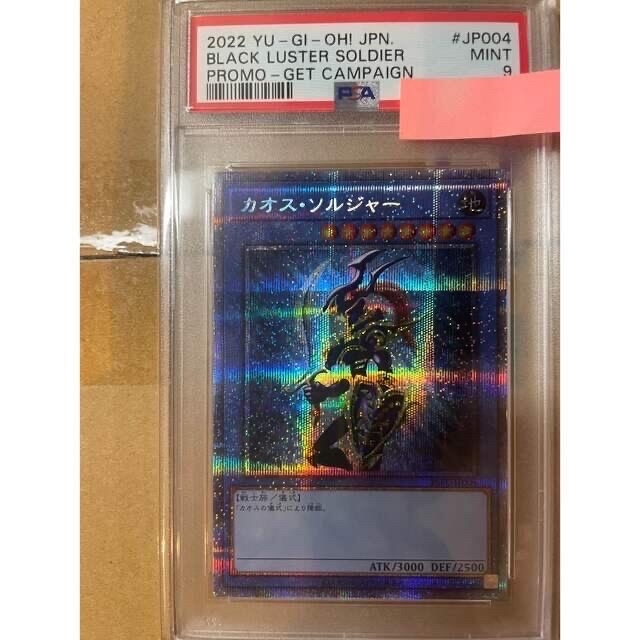 2022 YU-GI-OH! JPN. #JP004
BLACK LUSTER SOLDIER MINT
PROMO-GET CAMPAIGN 9
PSA
カオス・ソルジャー 地
【戦士族/儀式】
「カオスの儀式」により降臨。
ATK/3000 DEF/2500